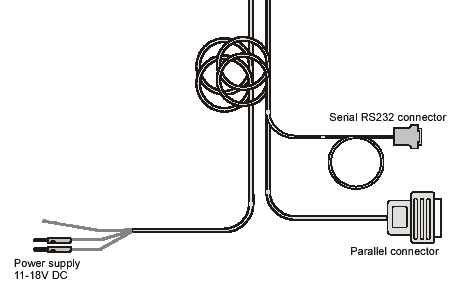 Serial RS232 connector
Parallel connector
Power supply
11-18V DC